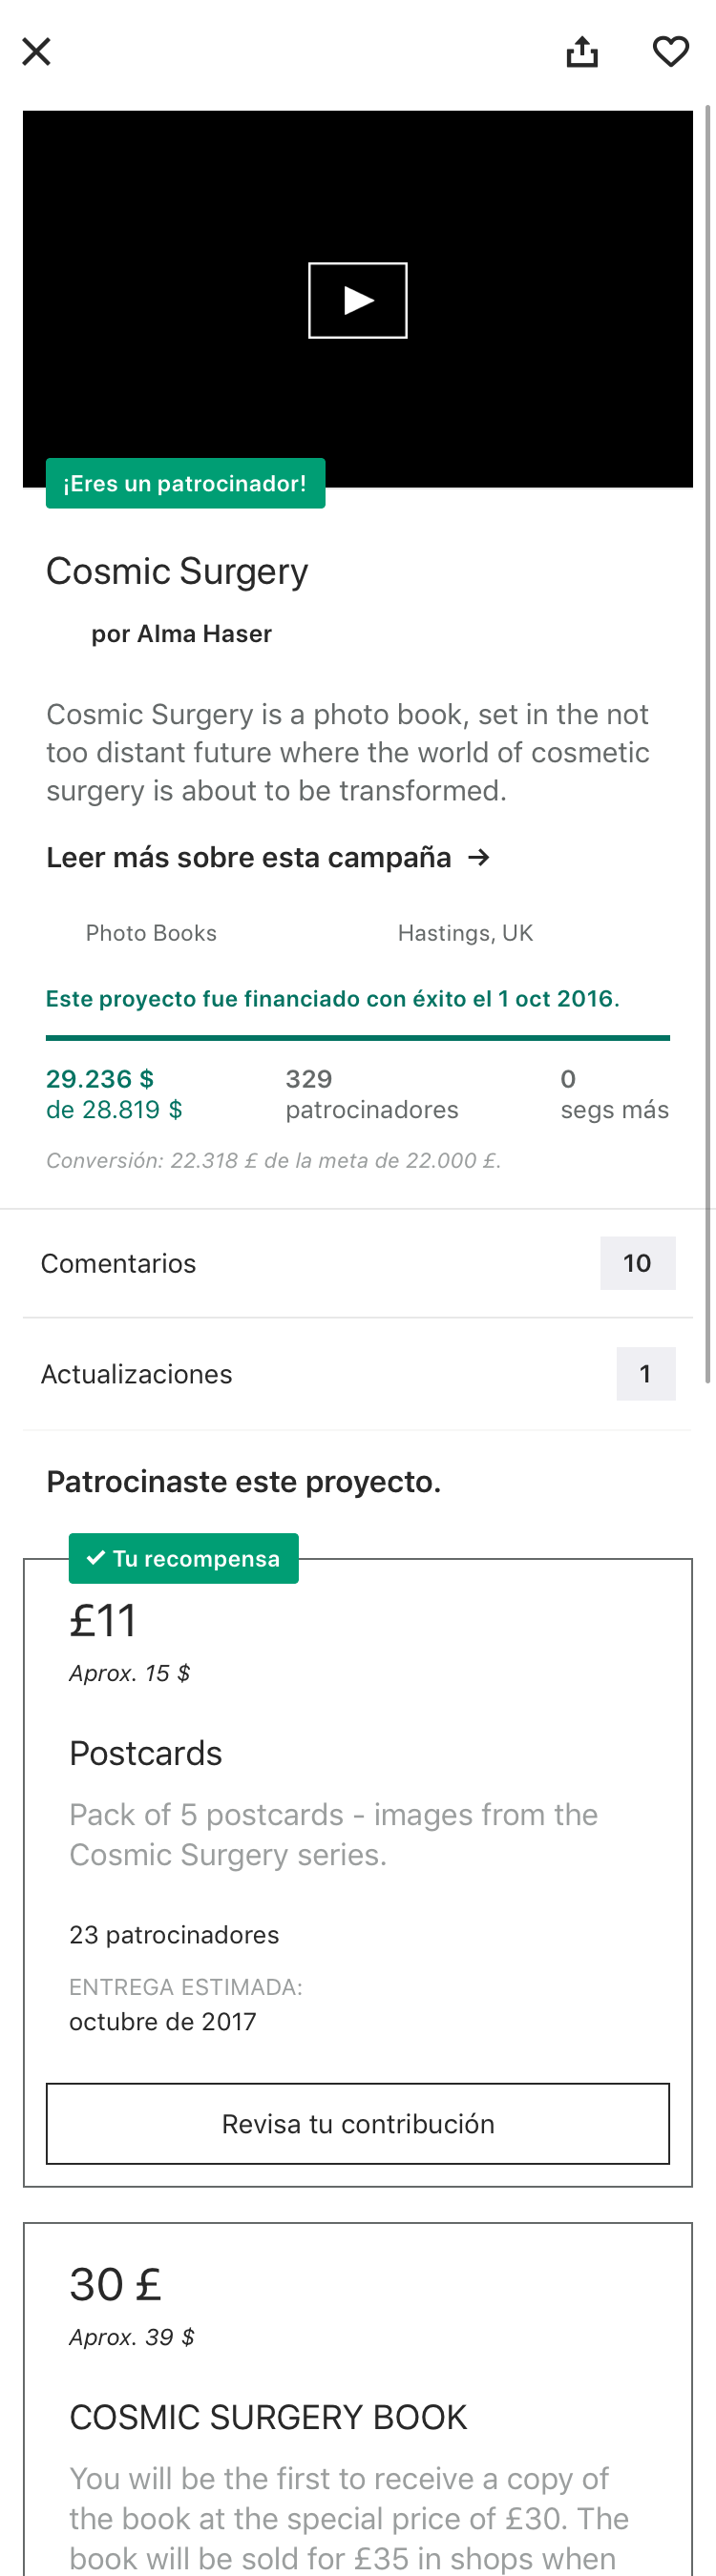 ¡Eres un patrocinador!
Cosmic Surgery
por Alma Haser
Cosmic Surgery is a photo book, set in the not
too distant future where the world of cosmetic
surgery is about to be transformed.
Leer más sobre esta campaña →
Photo Books Hastings, UK
Este proyecto fue financiado con éxito el 1 oct 2016.
29.236 $ 329 0
de 28.819 $ patrocinadores segs más
Conversión: 22.318 £ de la meta de 22.000 £.
Comentarios 10
Actualizaciones 1
Patrocinaste este proyecto.
✓ Tu recompensa
£11
Aprox. 15 $
Postcards
Pack of 5 postcards - images from the
Cosmic Surgery series.
23 patrocinadores
ENTREGA ESTIMADA:
octubre de 2017
Revisa tu contribución
30 £
Aprox. 39 $
COSMIC SURGERY BOOK
You will be the first to receive a copy of
the book at the special price of £30. The
book will be sold for £35 in shops when